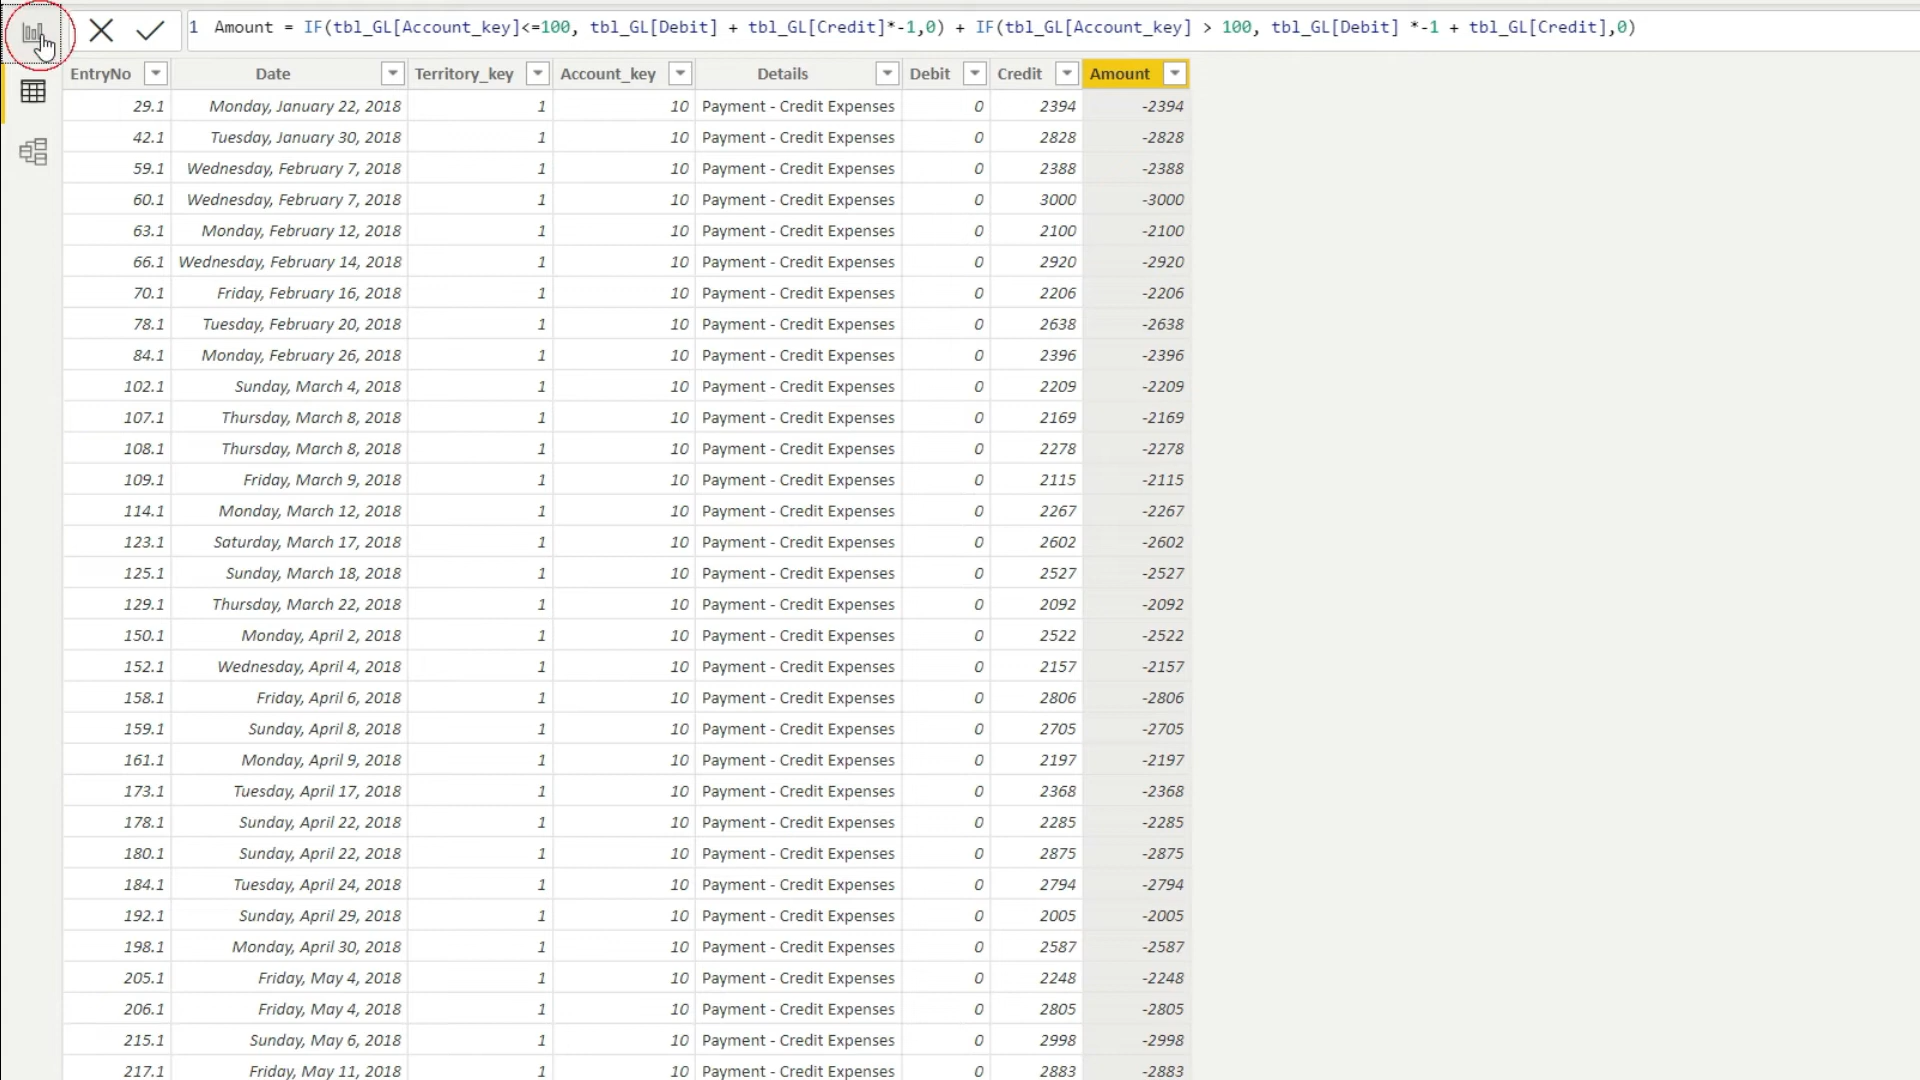 1 Amount = IF(tbl_GL[Account_key]<=100, tbl_GL[Debit] + tbl_GL[Credit]*-1,0) + IF(tbl_GL[Account_key] > 100, tbl_GL[Debit] *-1 + tbl_GL[Credit],0)
EntryNo Date Territory_key Account_key Details Debit Credit Amount
29.1 Monday, January 22, 2018 1 10 Payment - Credit Expenses 0 2394 -2394
42.1 Tuesday, January 30, 2018 1 10 Payment - Credit Expenses 0 2828 -2828
59.1 Wednesday, February 7, 2018 1 10 Payment - Credit Expenses 0 2388 -2388
60.1 Wednesday, February 7, 2018 1 10 Payment - Credit Expenses 0 3000 -3000
63.1 Monday, February 12, 2018 1 10 Payment - Credit Expenses 0 2100 -2100
66.1 Wednesday, February 14, 2018 1 10 Payment - Credit Expenses 0 2920 -2920
70.1 Friday, February 16, 2018 1 10 Payment - Credit Expenses 0 2206 -2206
78.1 Tuesday, February 20, 2018 1 10 Payment - Credit Expenses 0 2638 -2638
84.1 Monday, February 26, 2018 1 10 Payment - Credit Expenses 0 2396 -2396
102.1 Sunday, March 4, 2018 1 10 Payment - Credit Expenses 0 2209 -2209
107.1 Thursday, March 8, 2018 1 10 Payment - Credit Expenses 0 2169 -2169
108.1 Thursday, March 8, 2018 1 10 Payment - Credit Expenses 0 2278 -2278
109.1 Friday, March 9, 2018 1 10 Payment - Credit Expenses 0 2115 -2115
114.1 Monday, March 12, 2018 1 10 Payment - Credit Expenses 0 2267 -2267
123.1 Saturday, March 17, 2018 1 10 Payment - Credit Expenses 0 2602 -2602
125.1 Sunday, March 18, 2018 1 10 Payment - Credit Expenses 0 2527 -2527
129.1 Thursday, March 22, 2018 1 10 Payment - Credit Expenses 0 2092 -2092
150.1 Monday, April 2, 2018 1 10 Payment - Credit Expenses 0 2522 -2522
152.1 Wednesday, April 4, 2018 1 10 Payment - Credit Expenses 0 2157 -2157
158.1 Friday, April 6, 2018 1 10 Payment - Credit Expenses 0 2806 -2806
159.1 Sunday, April 8, 2018 1 10 Payment - Credit Expenses 0 2705 -2705
161.1 Monday, April 9, 2018 1 10 Payment - Credit Expenses 0 2197 -2197
173.1 Tuesday, April 17, 2018 1 10 Payment - Credit Expenses 0 2368 -2368
178.1 Sunday, April 22, 2018 1 10 Payment - Credit Expenses 0 2285 -2285
180.1 Sunday, April 22, 2018 1 10 Payment - Credit Expenses 0 2875 -2875
184.1 Tuesday, April 24, 2018 1 10 Payment - Credit Expenses 0 2794 -2794
192.1 Sunday, April 29, 2018 1 10 Payment - Credit Expenses 0 2005 -2005
198.1 Monday, April 30, 2018 1 10 Payment - Credit Expenses 0 2587 -2587
205.1 Friday, May 4, 2018 1 10 Payment - Credit Expenses 0 2248 -2248
206.1 Friday, May 4, 2018 1 10 Payment - Credit Expenses 0 2805 -2805
215.1 Sunday, May 6, 2018 1 10 Payment - Credit Expenses 0 2998 -2998
217.1 Friday, May 11, 2018 1 10 Payment - Credit Expenses 0 2883 -2883